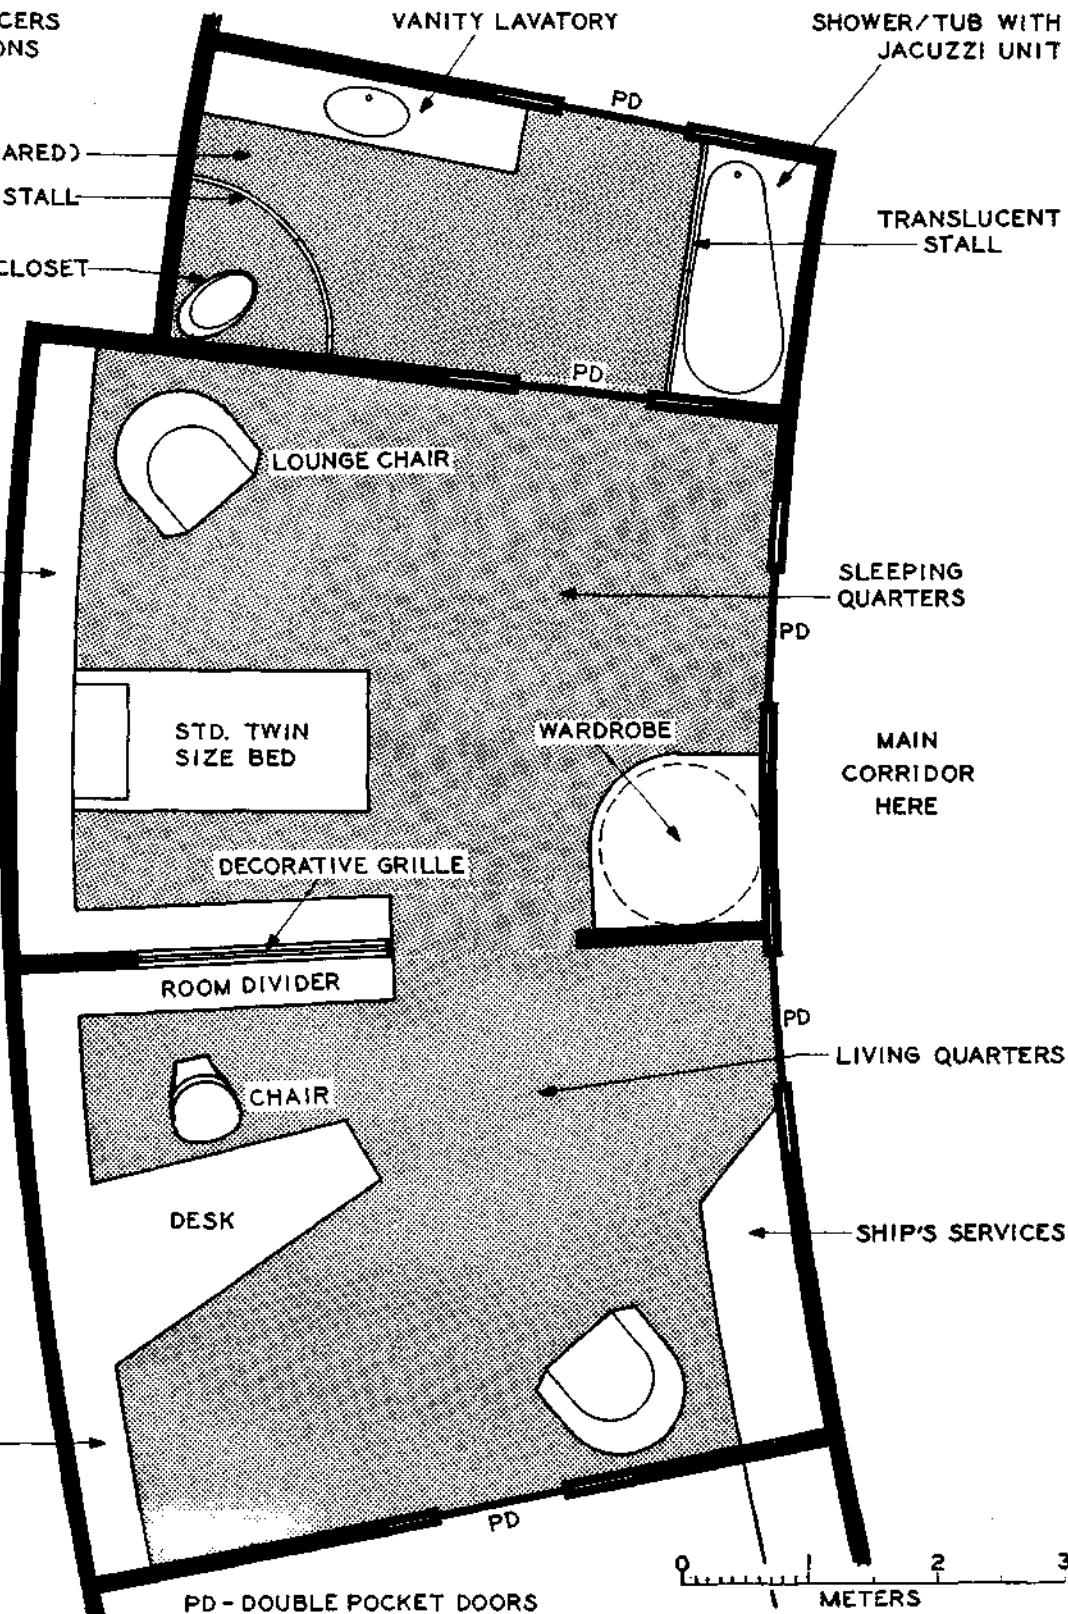 CERS
ONS
VANITY LAVATORY
SHOWER/TUB WITH
JACUZZI UNIT
PD
ARED)
STALL
TRANSLUCENT
STALL
CLOSET
PD
LOUNGE CHAIR
SLEEPING
QUARTERS
PD
STD. TWIN
SIZE BED
WARDROBE
MAIN
CORRIDOR
HERE
DECORATIVE GRILLE
ROOM DIVIDER
PD
LIVING QUARTERS
CHAIR
DESK
SHIP'S SERVICES
PD
0 1 2 3
METERS
PD - DOUBLE POCKET DOORS